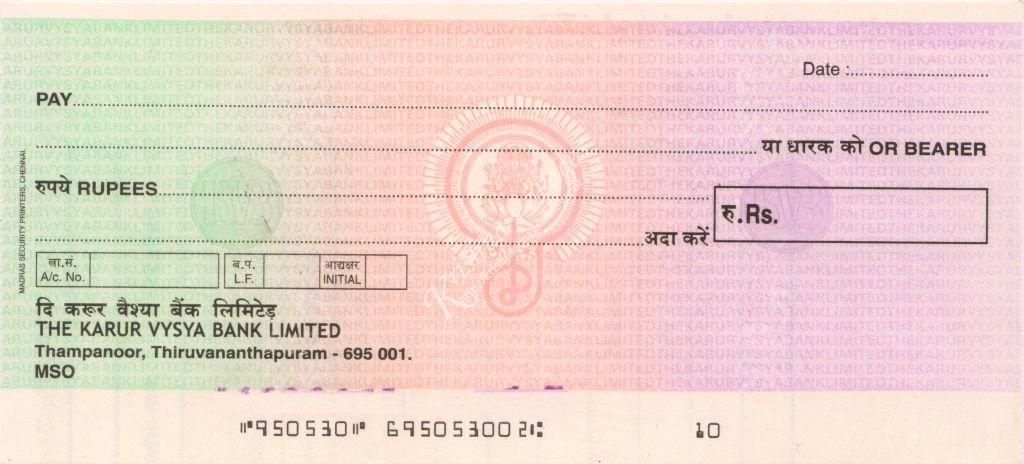 Date :
PAY
या धारक को OR BEARER
रुपये RUPEES
रु.Rs.
अदा करें
खा.सं.
A/c. No.
ब.प.
L.F.
आद्यक्षर
INITIAL
दि करूर वैश्या बैंक लिमिटेड़
THE KARUR VYSYA BANK LIMITED
Thampanoor, Thiruvananthapuram - 695 001.
MSO
MADRAS SECURITY PRINTERS, CHENNAI.
⑈950530⑈ 695053002⑆ 10